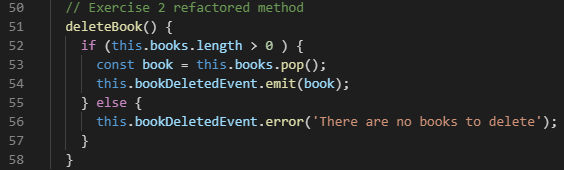 50 // Exercise 2 refactored method
51 deleteBook() {
52 if (this.books.length > 0 ) {
53 const book = this.books.pop();
54 this.bookDeletedEvent.emit(book);
55 } else {
56 this.bookDeletedEvent.error('There are no books to delete');
57 }
58 }